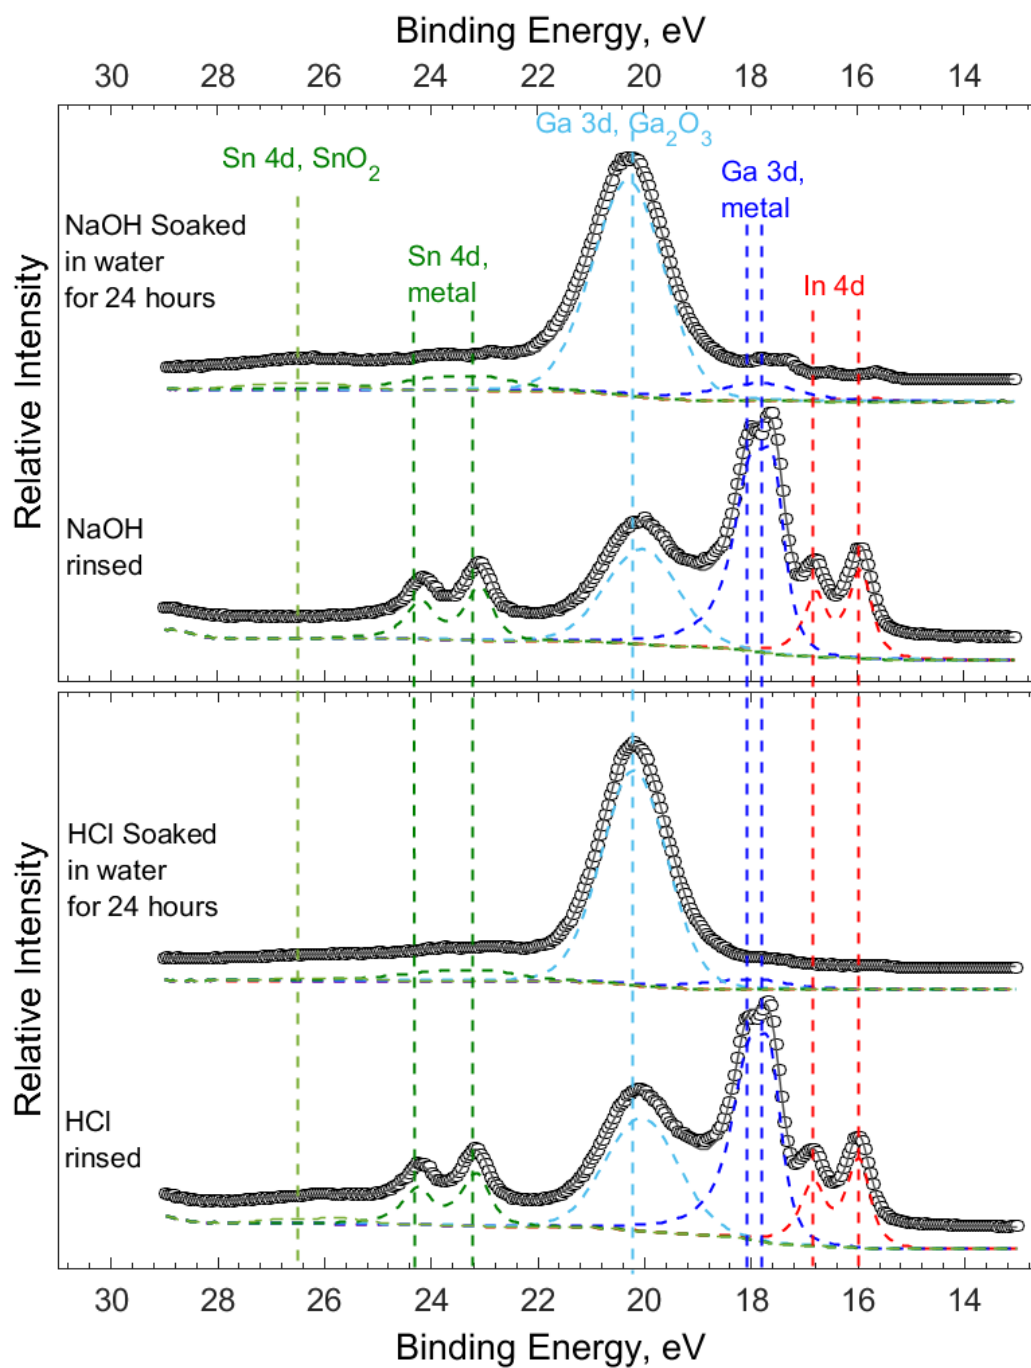 Binding Energy, eV
30 28 26 24 22 20 18 16 14
Ga 3d, Ga₂O₃
Sn 4d, SnO₂
Ga 3d,
metal
NaOH Soaked
in water
for 24 hours
Sn 4d,
metal
In 4d
Relative Intensity
NaOH
rinsed
HCl Soaked
in water
for 24 hours
Relative Intensity
HCl
rinsed
30 28 26 24 22 20 18 16 14
Binding Energy, eV